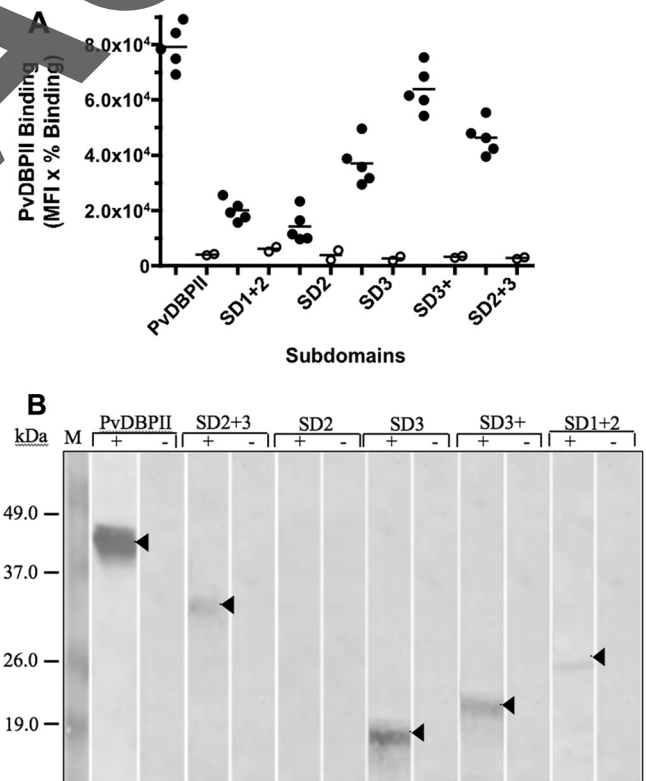 A
PvDBPII Binding
(MFI x % Binding)
8.0x10⁴
6.0x10⁴
4.0x10⁴
2.0x10⁴
0
PvDBPII
SD1+2
SD2
SD3
SD3+
SD2+3
Subdomains
B
kDa M PvDBPII SD2+3 SD2 SD3 SD3+ SD1+2
+ - + - + - + - + - + -
49.0
37.0
26.0
19.0